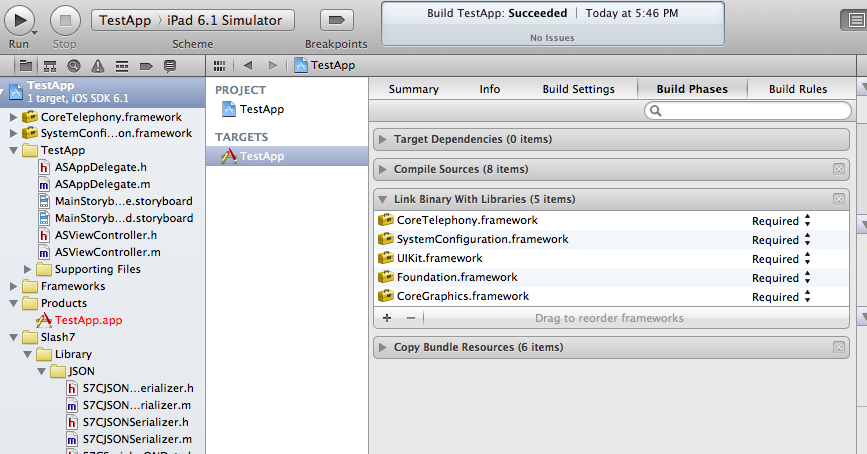 TestApp › iPad 6.1 Simulator
Build TestApp: Succeeded | Today at 5:46 PM
No Issues
Run Stop Scheme Breakpoints
TestApp
1 target, iOS SDK 6.1
CoreTelephony.framework
SystemConfi...on.framework
TestApp
h ASAppDelegate.h
m ASAppDelegate.m
MainStoryb...e.storyboard
MainStoryb...d.storyboard
h ASViewController.h
m ASViewController.m
Supporting Files
Frameworks
Products
TestApp.app
Slash7
Library
JSON
h S7CJSON...erializer.h
m S7CJSON...rializer.m
h S7CJSONSerializer.h
m S7CJSONSerializer.m
TestApp
PROJECT
TestApp
TARGETS
TestApp
Summary Info Build Settings Build Phases Build Rules
Target Dependencies (0 items)
Compile Sources (8 items)
Link Binary With Libraries (5 items)
CoreTelephony.framework Required
SystemConfiguration.framework Required
UIKit.framework Required
Foundation.framework Required
CoreGraphics.framework Required
+ − Drag to reorder frameworks
Copy Bundle Resources (6 items)